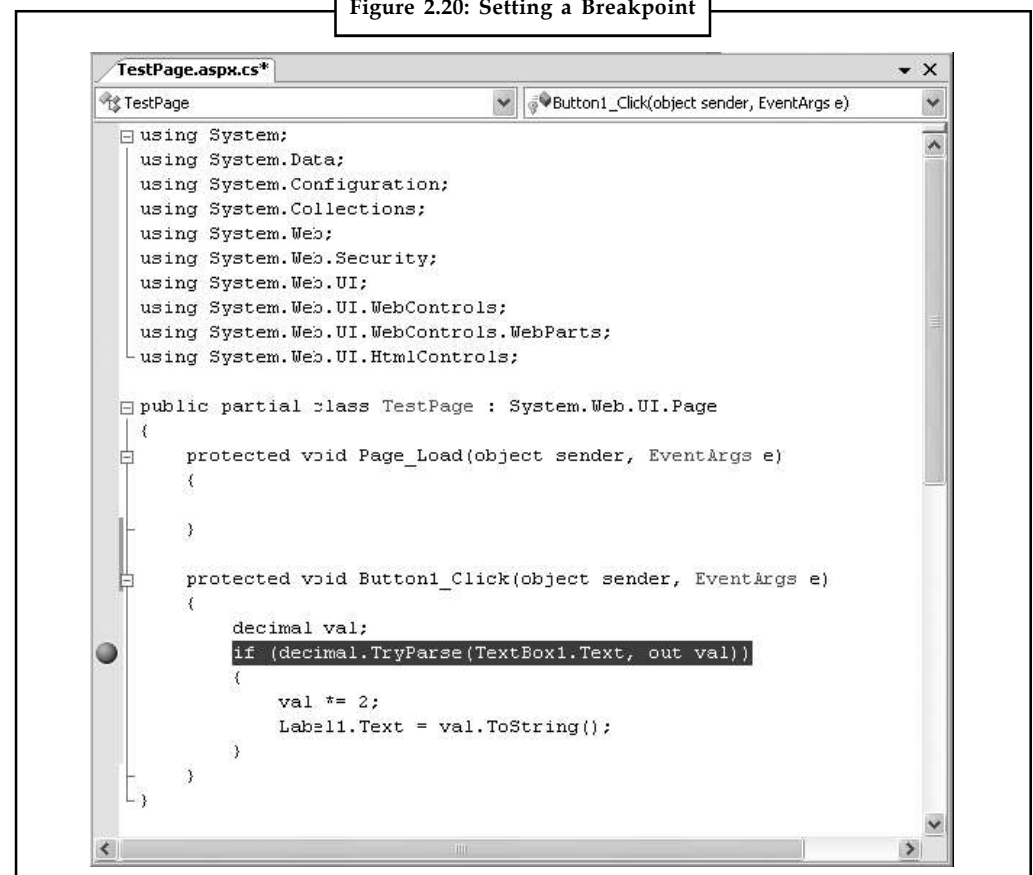 Figure 2.20: Setting a Breakpoint
TestPage.aspx.cs*
TestPage
Button1_Click(object sender, EventArgs e)
using System;
using System.Data;
using System.Configuration;
using System.Collections;
using System.Web;
using System.Web.Security;
using System.Web.UI;
using System.Web.UI.WebControls;
using System.Web.UI.WebControls.WebParts;
using System.Web.UI.HtmlControls;
public partial class TestPage : System.Web.UI.Page
{
protected void Page_Load(object sender, EventArgs e)
{
}
protected void Button1_Click(object sender, EventArgs e)
{
decimal val;
if (decimal.TryParse(TextBox1.Text, out val))
{
val *= 2;
Label1.Text = val.ToString();
}
}
}